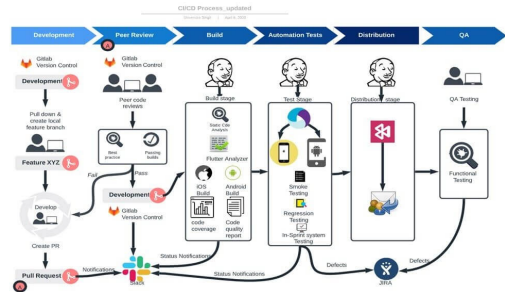 CI/CD Process_updated
Development
Peer Review
Build
Automation Tests
Distribution
QA
Gitlab
Version Control
Development
Pull down &
create local
feature branch
Feature XYZ
Develop
Create PR
Pull Request
A
A
Gitlab
Version Control
Peer code
reviews
Best
practice
Passing
builds
Fail
Pass
Development
Gitlab
Version Control
Notifications
Slack
Build stage
Static Cde
Analysis
Flutter Analyzer
iOS
Build
Android
Build
code
coverage
Code
quality
report
Status Notifications
Test Stage
Smoke
Testing
Regression
Testing
In-Sprint system
Testing
Status Notifications
Defects
Distribution stage
QA Testing
Functional
Testing
Defects
JIRA